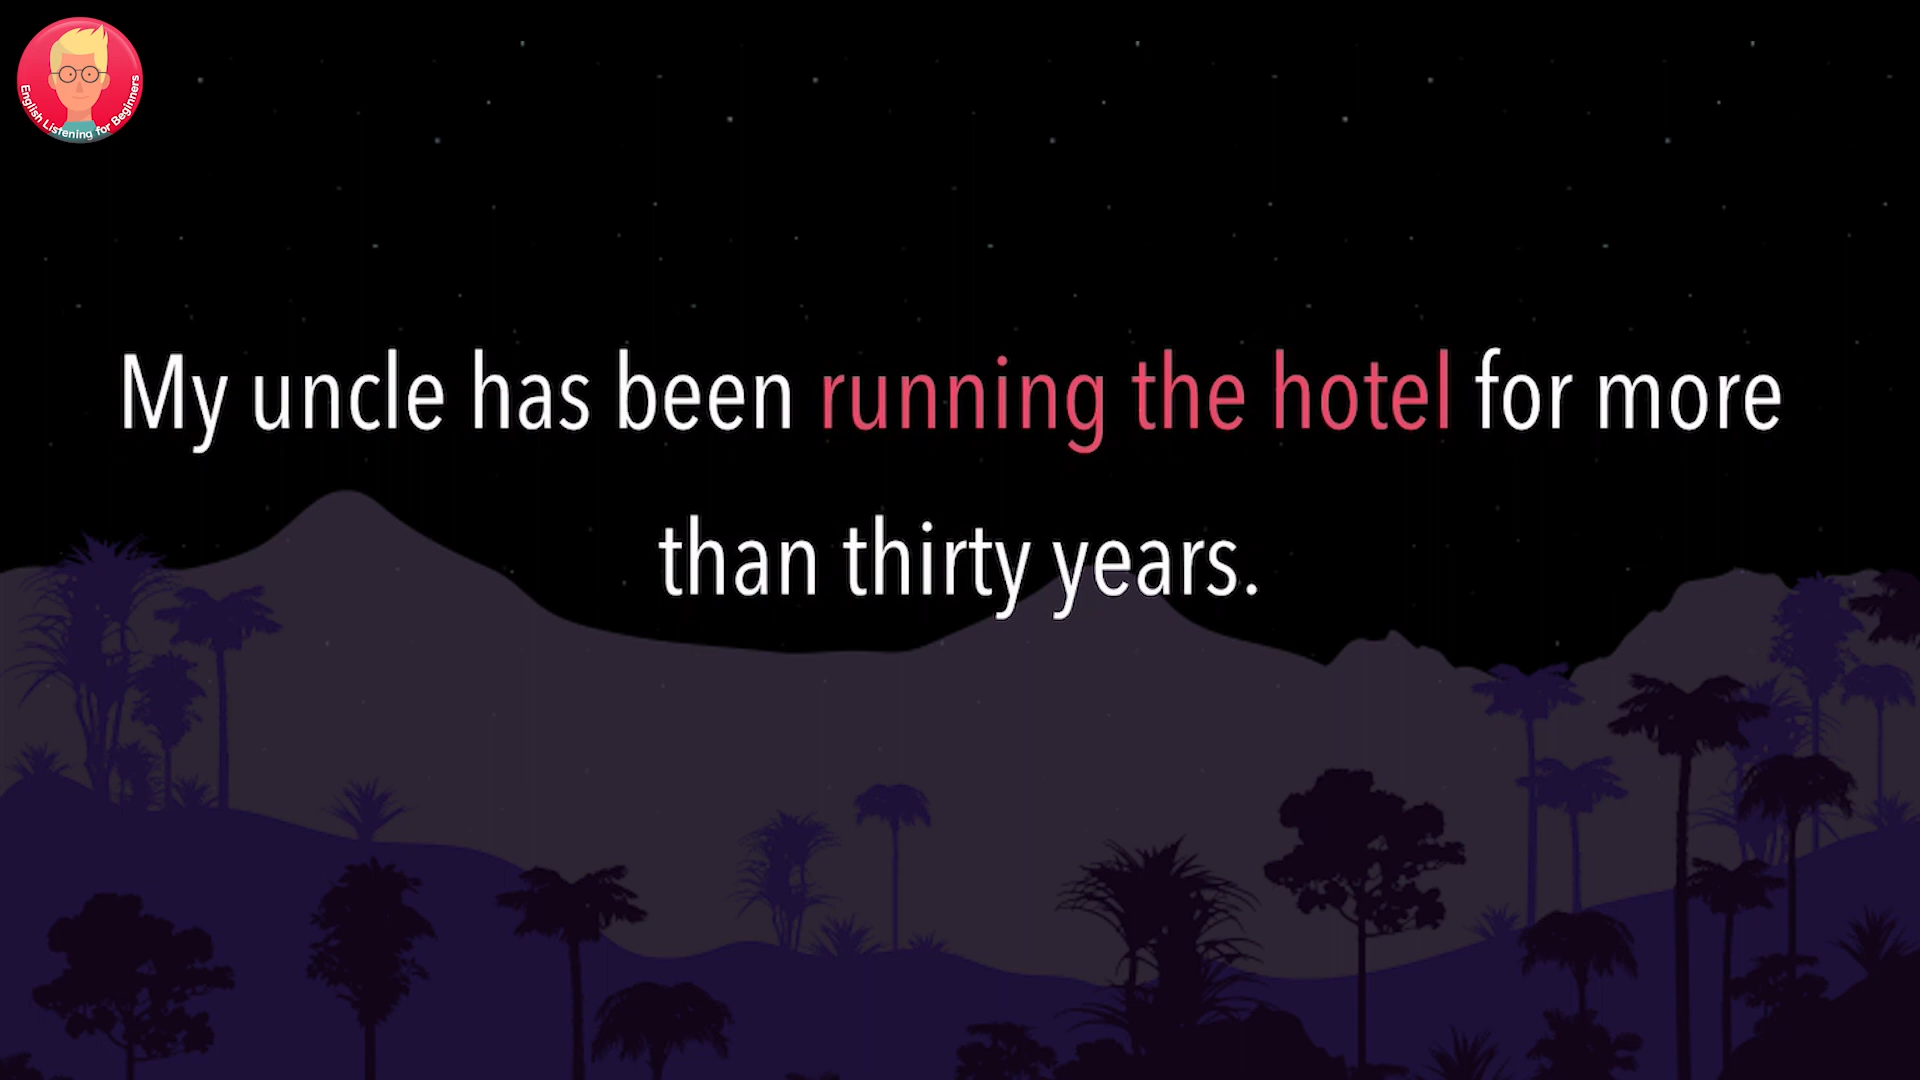 English Listening for Beginners
My uncle has been running the hotel for more
than thirty years.